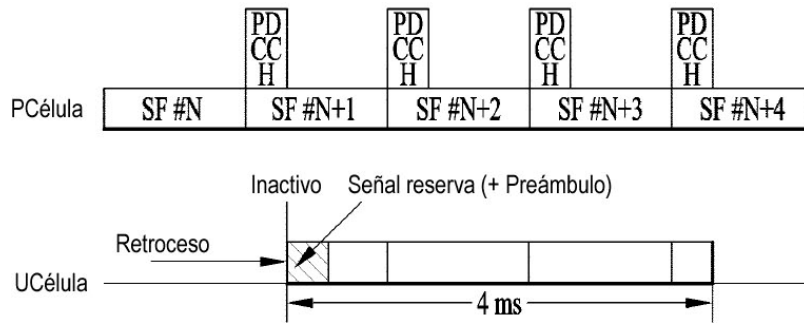 PD PD PD PD
CC CC CC CC
H H H H
PCélula SF #N SF #N+1 SF #N+2 SF #N+3 SF #N+4
Inactivo Señal reserva (+ Preámbulo)
Retroceso
UCélula
4 ms